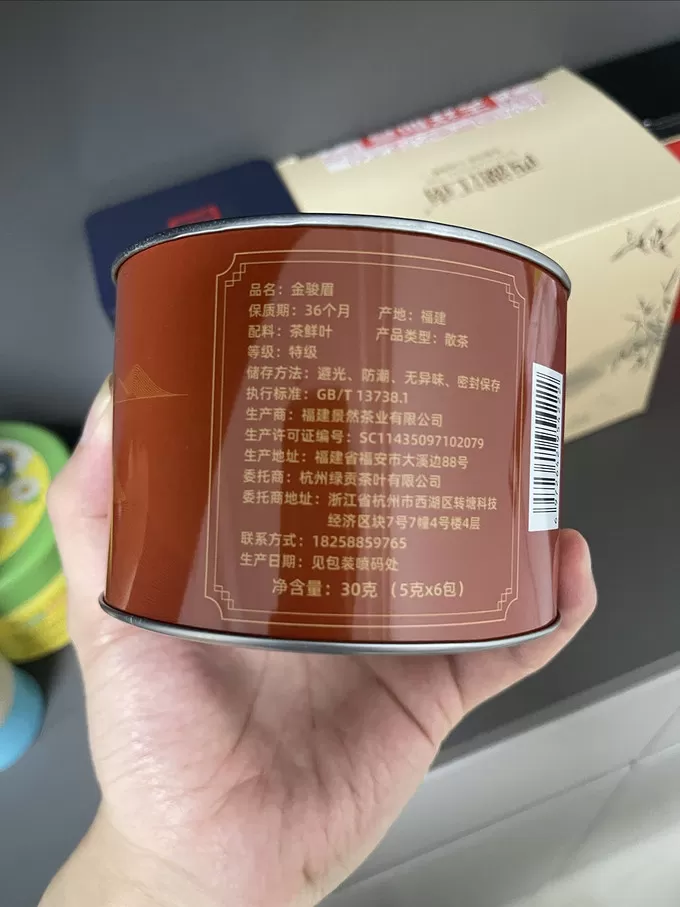 品名：金骏眉
保质期：36个月 产地：福建
配料：茶鲜叶 产品类型：散茶
等级：特级
储存方法：避光、防潮、无异味、密封保存
执行标准：GB/T 13738.1
生产商：福建景然茶业有限公司
生产许可证编号：SC11435097102079
生产地址：福建省福安市大溪边88号
委托商：杭州绿贡茶叶有限公司
委托商地址：浙江省杭州市西湖区转塘科技
经济区块7号7幢4号楼4层
联系方式：18258859765
生产日期：见包装喷码处
净含量：30克（5克x6包）